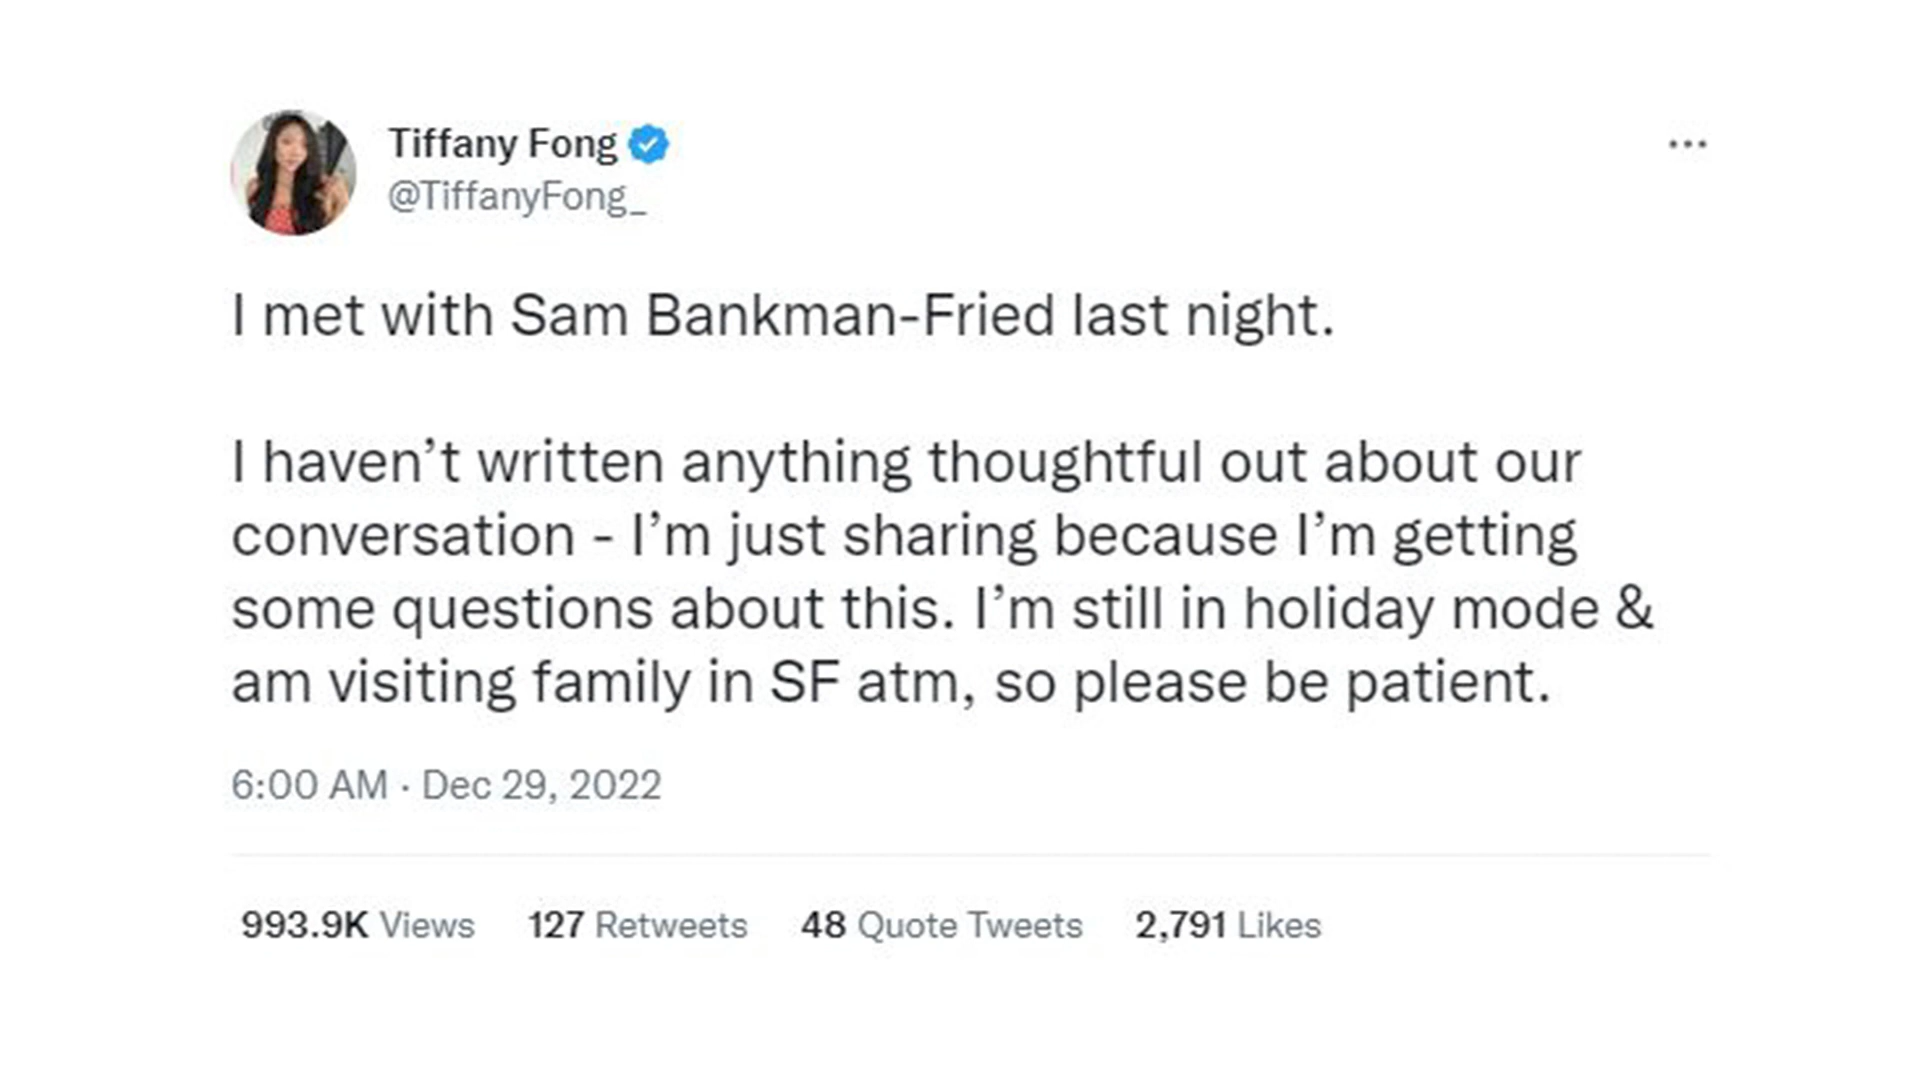 Tiffany Fong
@TiffanyFong_
I met with Sam Bankman-Fried last night.
I haven’t written anything thoughtful out about our
conversation - I’m just sharing because I’m getting
some questions about this. I’m still in holiday mode &
am visiting family in SF atm, so please be patient.
6:00 AM · Dec 29, 2022
993.9K Views 127 Retweets 48 Quote Tweets 2,791 Likes